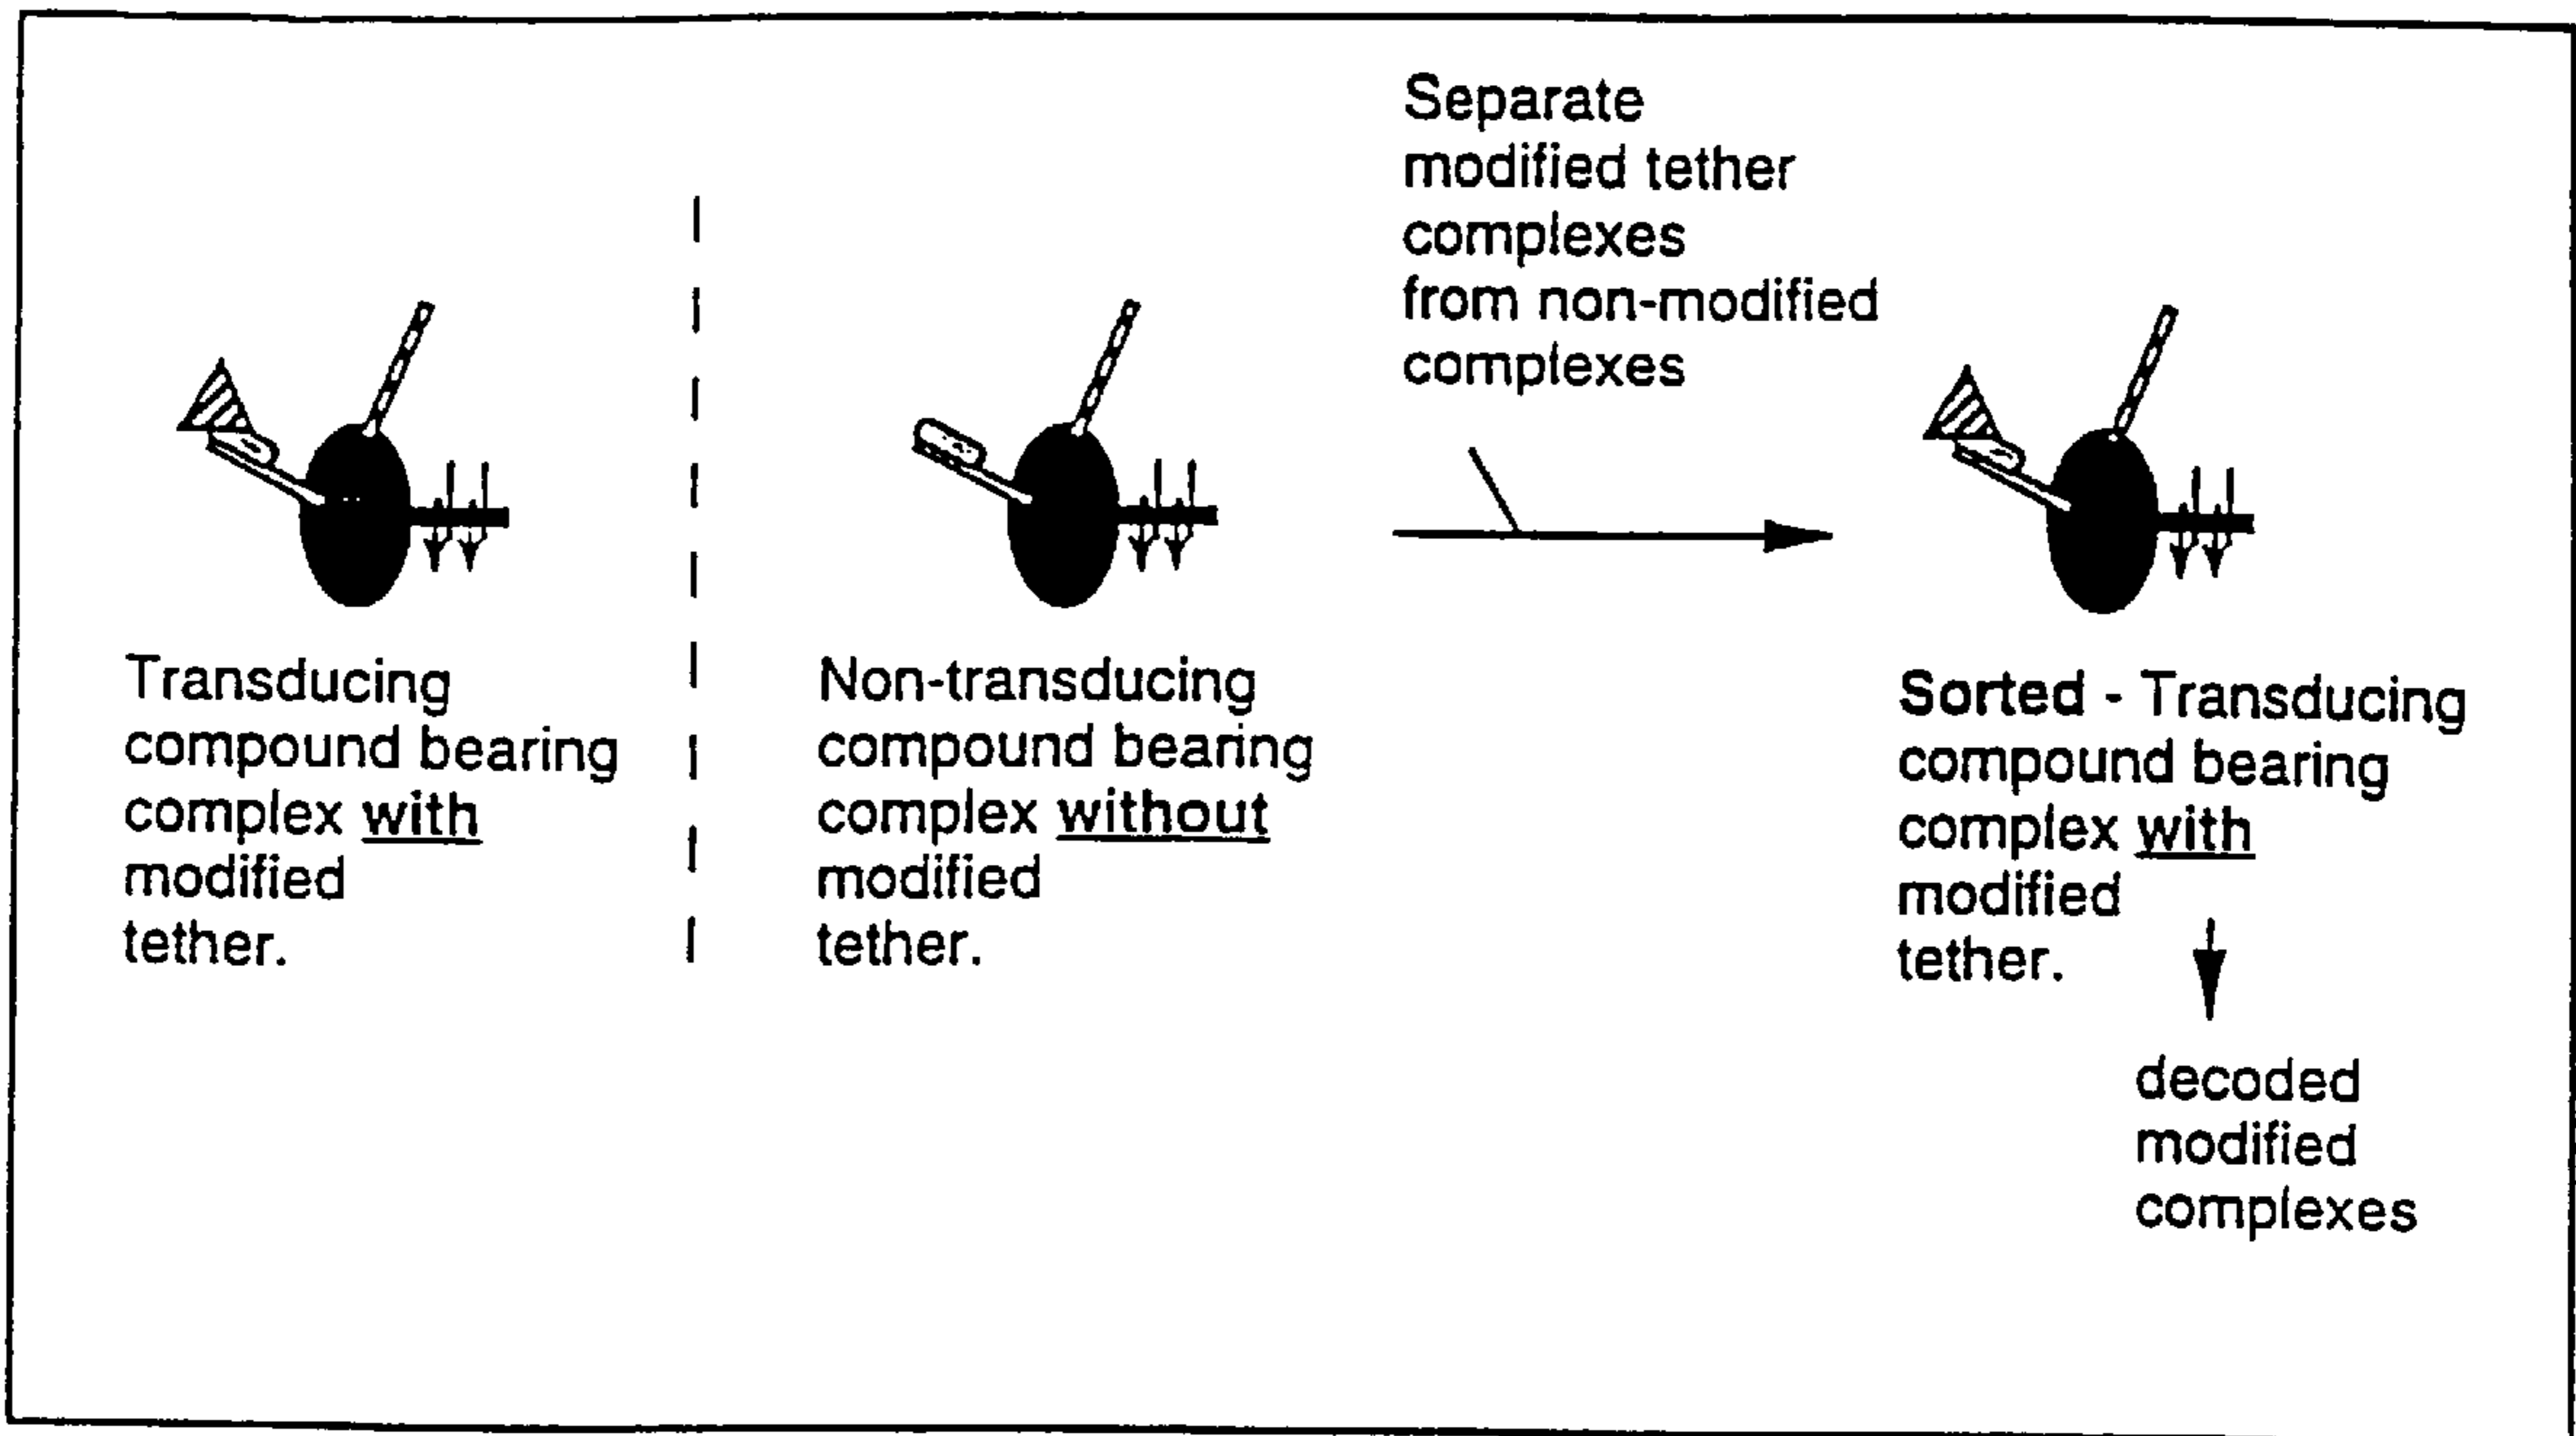 Separate
modified tether
complexes
from non-modified
complexes
Transducing
compound bearing
complex with
modified
tether.
Non-transducing
compound bearing
complex without
modified
tether.
Sorted - Transducing
compound bearing
complex with
modified
tether.
decoded
modified
complexes